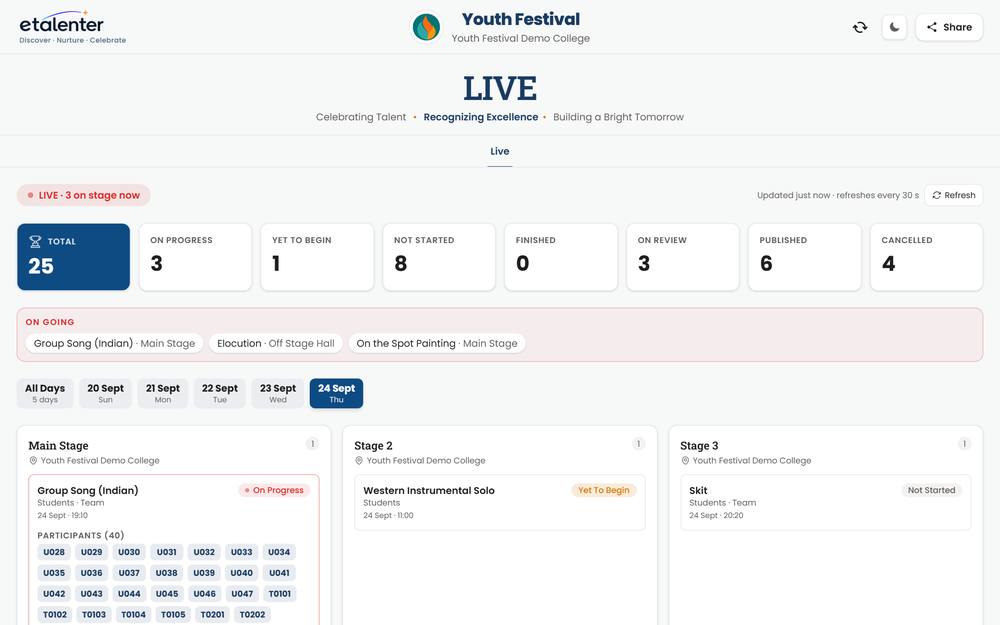 etalenter
Discover · Nurture · Celebrate
Youth Festival
Youth Festival Demo College
Share
LIVE
Celebrating Talent • Recognizing Excellence • Building a Bright Tomorrow
Live
LIVE · 3 on stage now
Updated just now · refreshes every 30 s
Refresh
TOTAL
25
ON PROGRESS
3
YET TO BEGIN
1
NOT STARTED
8
FINISHED
0
ON REVIEW
3
PUBLISHED
6
CANCELLED
4
ON GOING
Group Song (Indian) · Main Stage
Elocution · Off Stage Hall
On the Spot Painting · Main Stage
All Days
5 days
20 Sept
Sun
21 Sept
Mon
22 Sept
Tue
23 Sept
Wed
24 Sept
Thu
Main Stage
1
Youth Festival Demo College
Group Song (Indian)
On Progress
Students · Team
24 Sept · 19:10
PARTICIPANTS (40)
U028 U029 U030 U031 U032 U033 U034
U035 U036 U037 U038 U039 U040 U041
U042 U043 U044 U045 U046 U047 T0101
T0102 T0103 T0104 T0105 T0201 T0202
Stage 2
1
Youth Festival Demo College
Western Instrumental Solo
Yet To Begin
Students
24 Sept · 11:00
Stage 3
1
Youth Festival Demo College
Skit
Not Started
Students · Team
24 Sept · 20:20